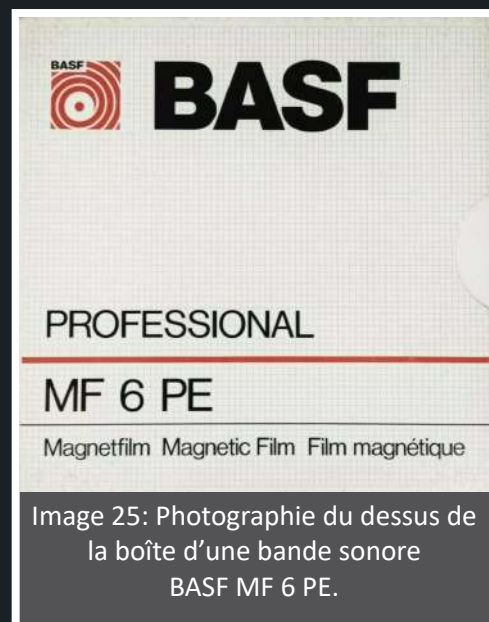 BASF
BASF
PROFESSIONAL
MF 6 PE
Magnetfilm Magnetic Film Film magnétique
Image 25: Photographie du dessus de
la boîte d’une bande sonore
BASF MF 6 PE.